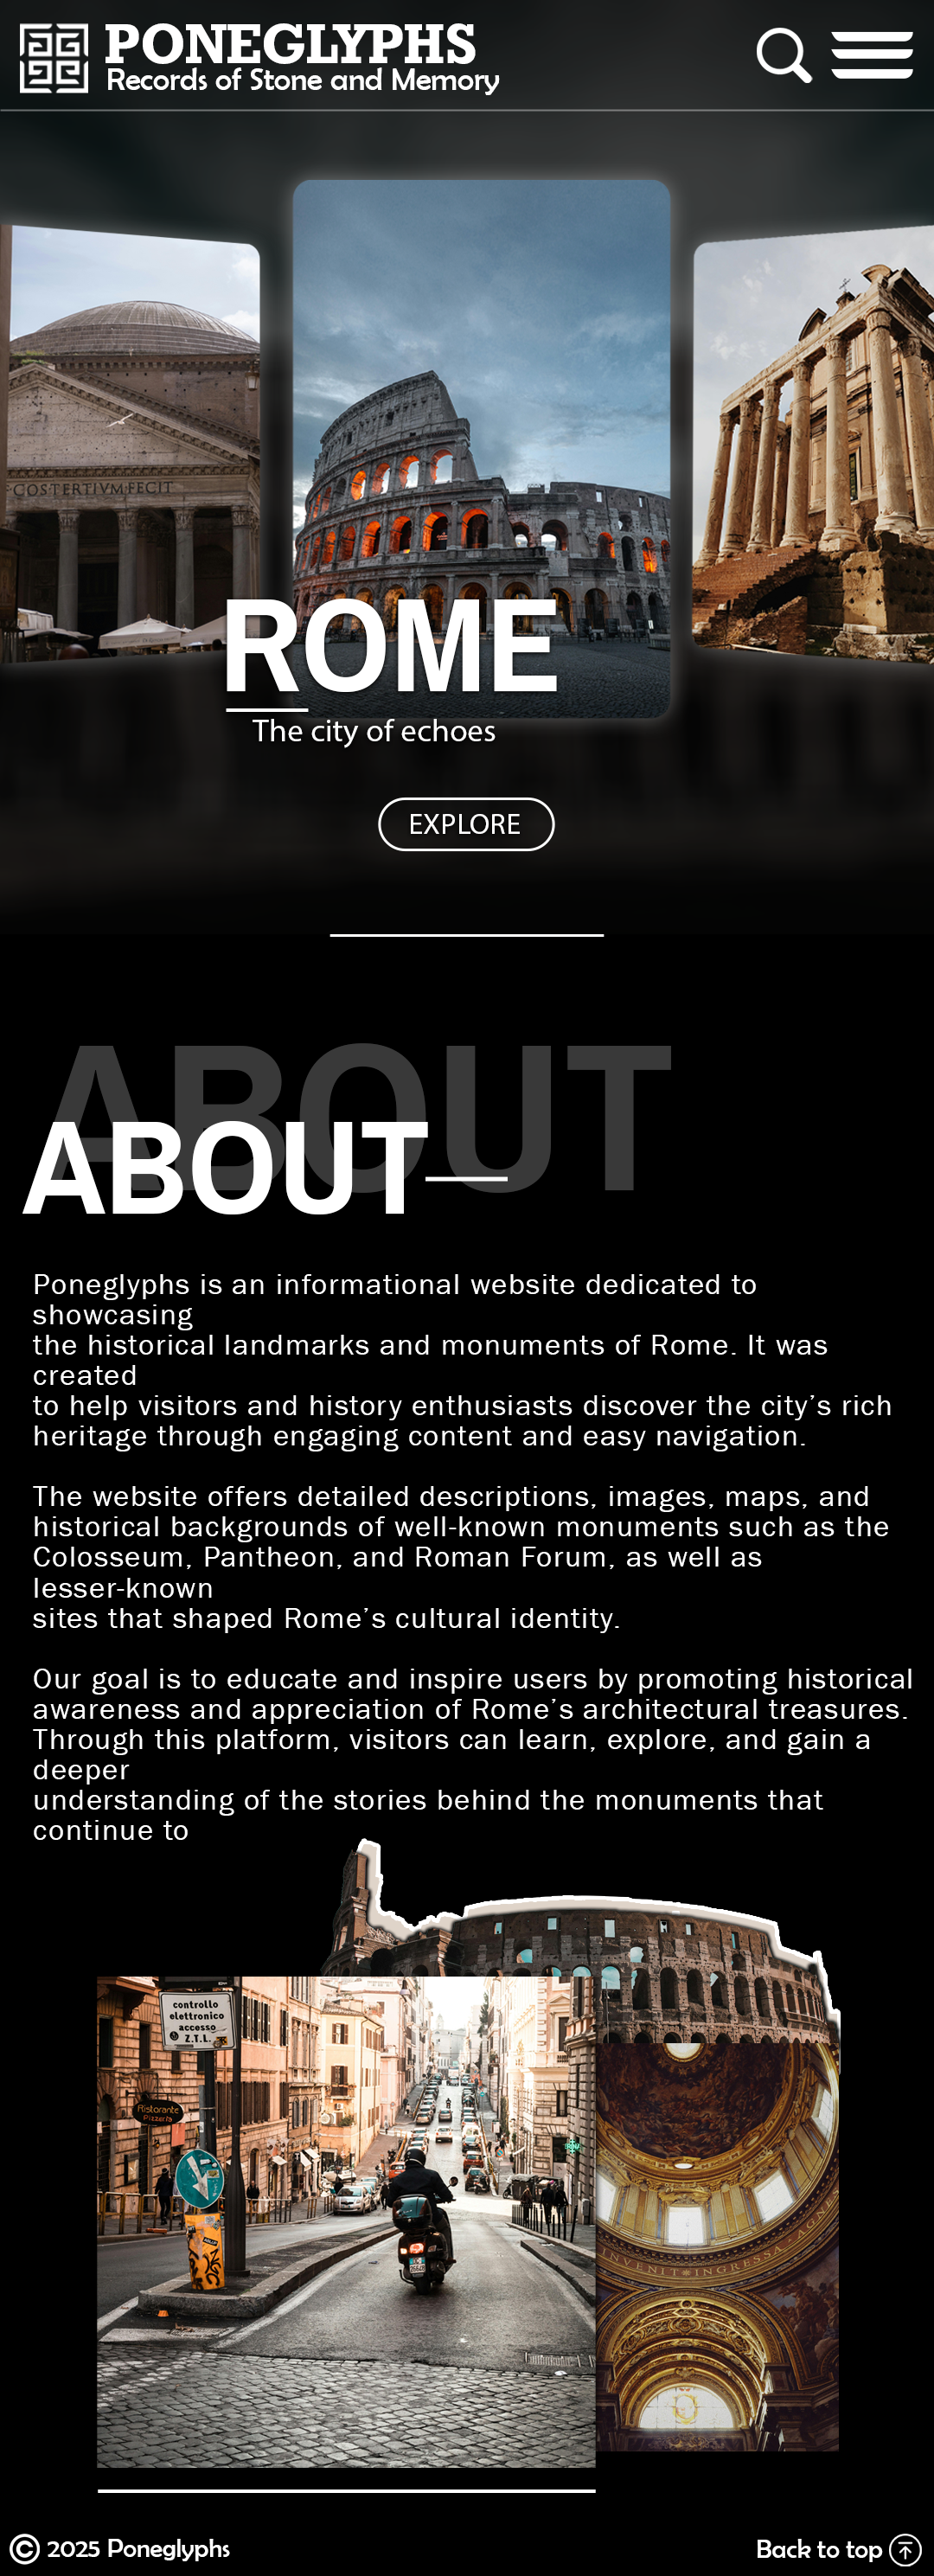 PONEGLYPHS
Records of Stone and Memory
COSTERTIVMFECIT
ROME
The city of echoes
EXPLORE
ABOUT
ABOUT
Poneglyphs is an informational website dedicated to
showcasing
the historical landmarks and monuments of Rome. It was
created
to help visitors and history enthusiasts discover the city’s rich
heritage through engaging content and easy navigation.
The website offers detailed descriptions, images, maps, and
historical backgrounds of well-known monuments such as the
Colosseum, Pantheon, and Roman Forum, as well as
lesser-known
sites that shaped Rome’s cultural identity.
Our goal is to educate and inspire users by promoting historical
awareness and appreciation of Rome’s architectural treasures.
Through this platform, visitors can learn, explore, and gain a
deeper
understanding of the stories behind the monuments that
continue to
controllo
elettronico
accesso
Z.T.L.
Ristorante
Pizzeria
INVENIT INGRESSA AGN
© 2025 Poneglyphs
Back to top